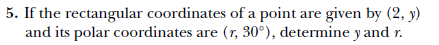 5. If the rectangular coordinates of a point are given by (2, y)
and its polar coordinates are (r, 30°), determine y and r.